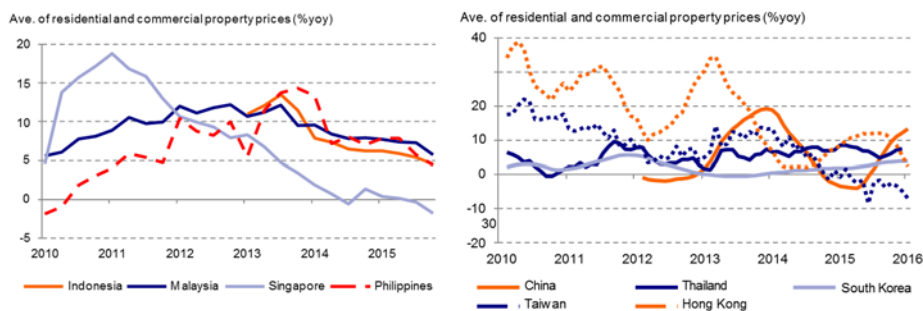 Ave. of residential and commercial property prices (%yoy)
20
15
10
5
0
-5
2010 2011 2012 2013 2014 2015
Indonesia Malaysia Singapore Philippines
Ave. of residential and commercial property prices (%yoy)
40
20
10
0
30
-10
-20
2010 2011 2012 2013 2014 2015 2016
China Thailand South Korea
Taiwan Hong Kong